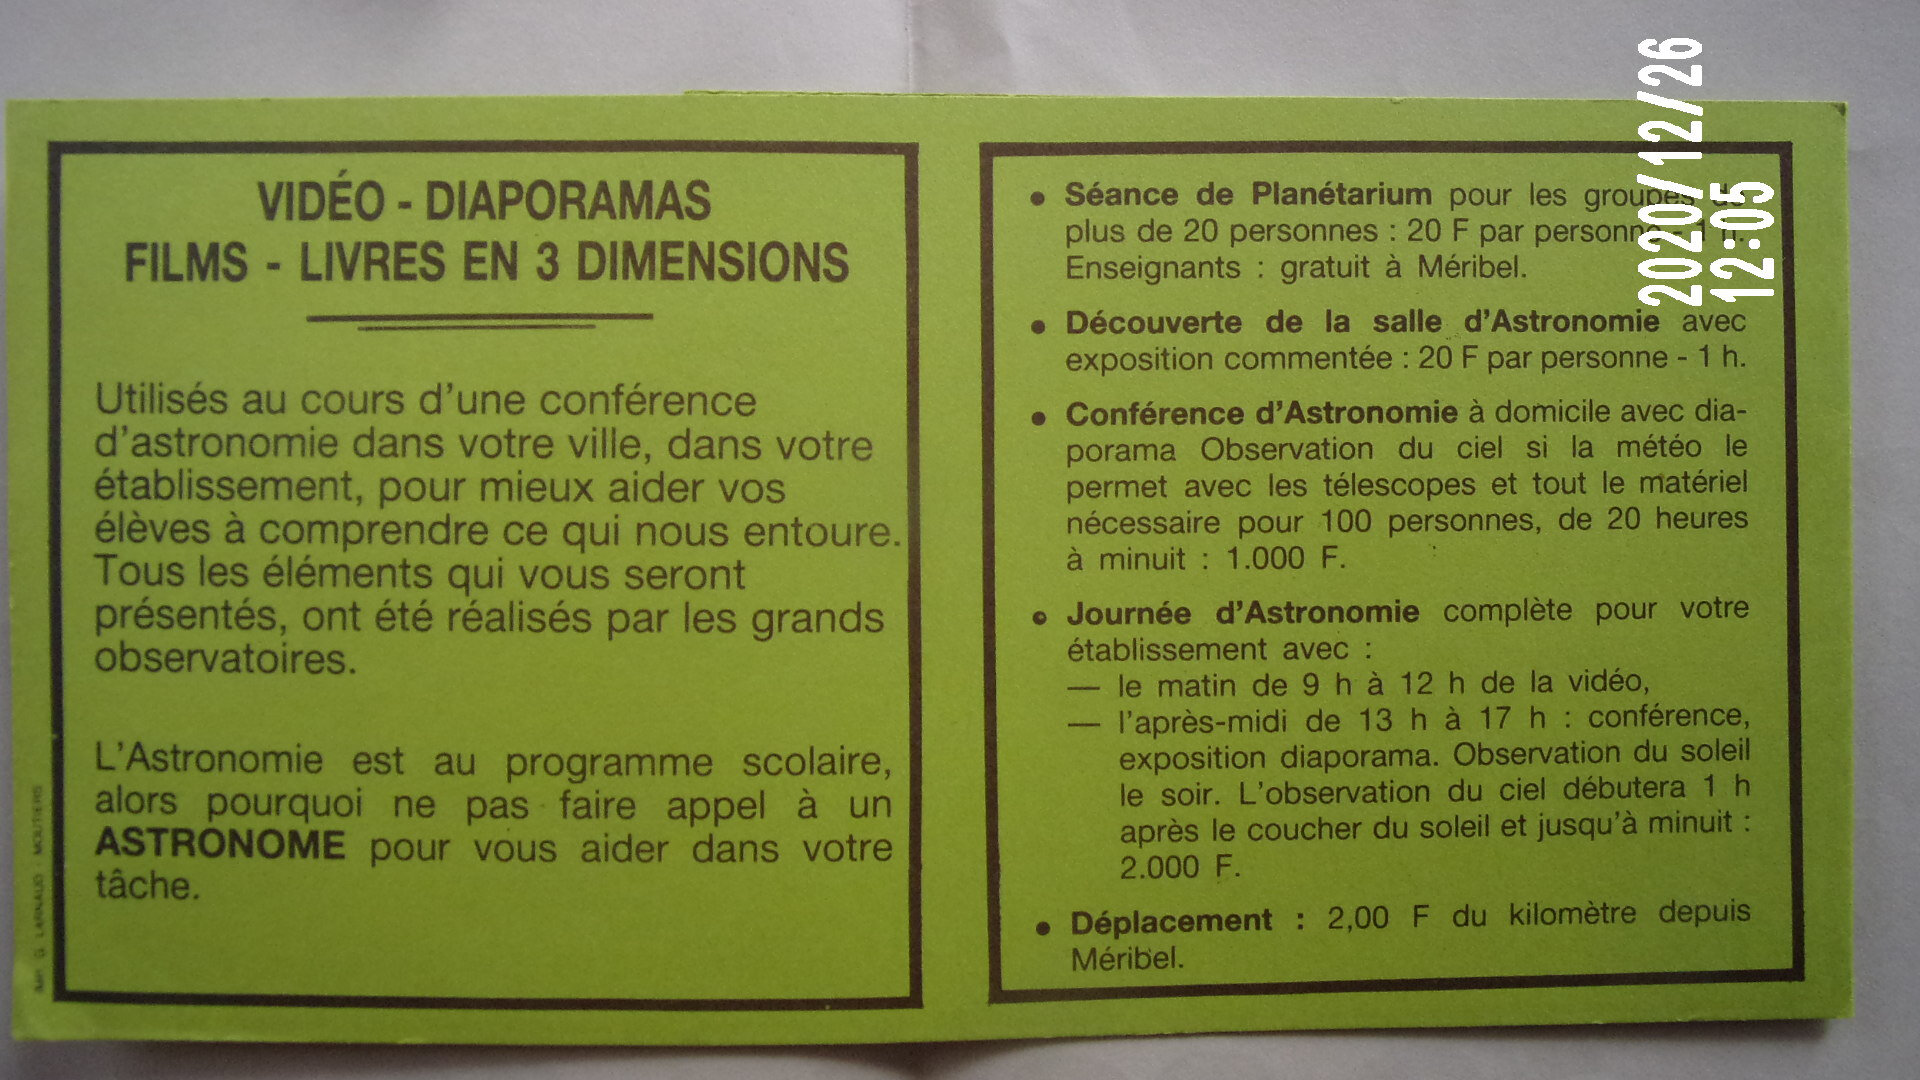 VIDÉO - DIAPORAMAS
FILMS - LIVRES EN 3 DIMENSIONS
Utilisés au cours d'une conférence
d'astronomie dans votre ville, dans votre
établissement, pour mieux aider vos
élèves à comprendre ce qui nous entoure.
Tous les éléments qui vous seront
présentés, ont été réalisés par les grands
observatoires.
L'Astronomie est au programme scolaire,
alors pourquoi ne pas faire appel à un
ASTRONOME pour vous aider dans votre
tâche.
G. LARNAUD - MOUTIERS
• Séance de Planétarium pour les groupes de
plus de 20 personnes : 20 F par personne - 1 h.
Enseignants : gratuit à Méribel.
• Découverte de la salle d'Astronomie avec
exposition commentée : 20 F par personne - 1 h.
• Conférence d'Astronomie à domicile avec dia-
porama Observation du ciel si la météo le
permet avec les télescopes et tout le matériel
nécessaire pour 100 personnes, de 20 heures
à minuit : 1.000 F.
• Journée d'Astronomie complète pour votre
établissement avec :
— le matin de 9 h à 12 h de la vidéo,
— l'après-midi de 13 h à 17 h : conférence,
exposition diaporama. Observation du soleil
le soir. L'observation du ciel débutera 1 h
après le coucher du soleil et jusqu'à minuit :
2.000 F.
• Déplacement : 2,00 F du kilomètre depuis
Méribel.
2020/12/26
12:05